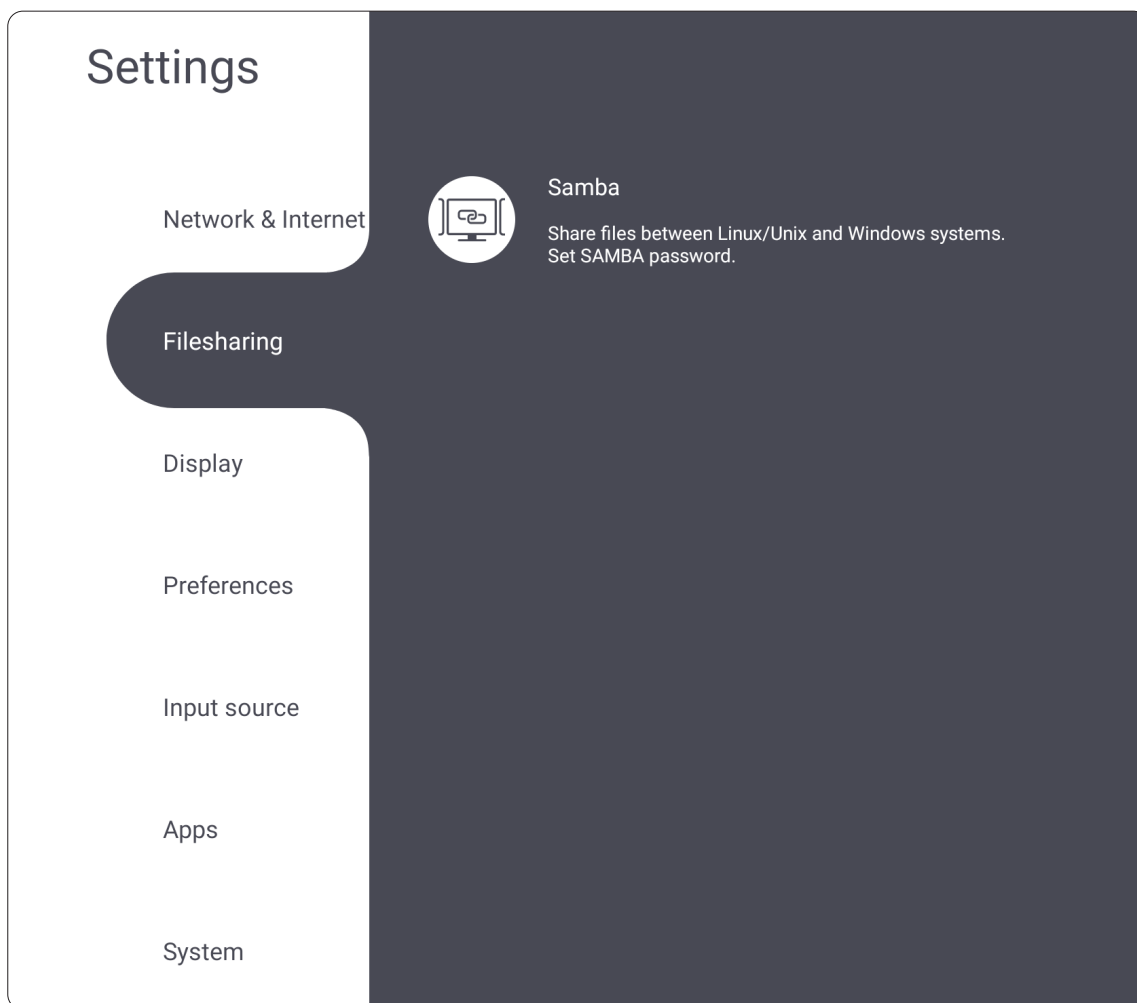 Settings
Network & Internet
Filesharing
Display
Preferences
Input source
Apps
System
Samba
Share files between Linux/Unix and Windows systems.
Set SAMBA password.